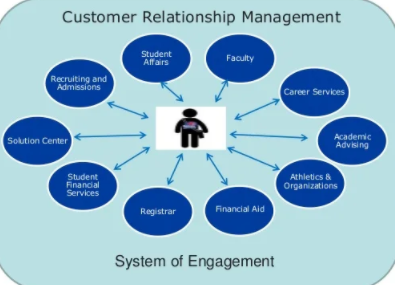 Customer Relationship Management
Student
Affairs
Faculty
Recruiting and
Admissions
Career Services
Solution Center
Academic
Advising
Student
Financial
Services
Athletics &
Organizations
Registrar
Financial Aid
System of Engagement